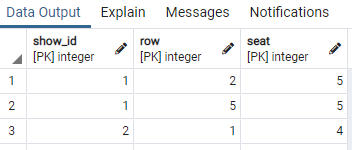 Data Output Explain Messages Notifications
show_id row seat
[PK] integer [PK] integer [PK] integer
1 1 2 5
2 1 5 5
3 2 1 4